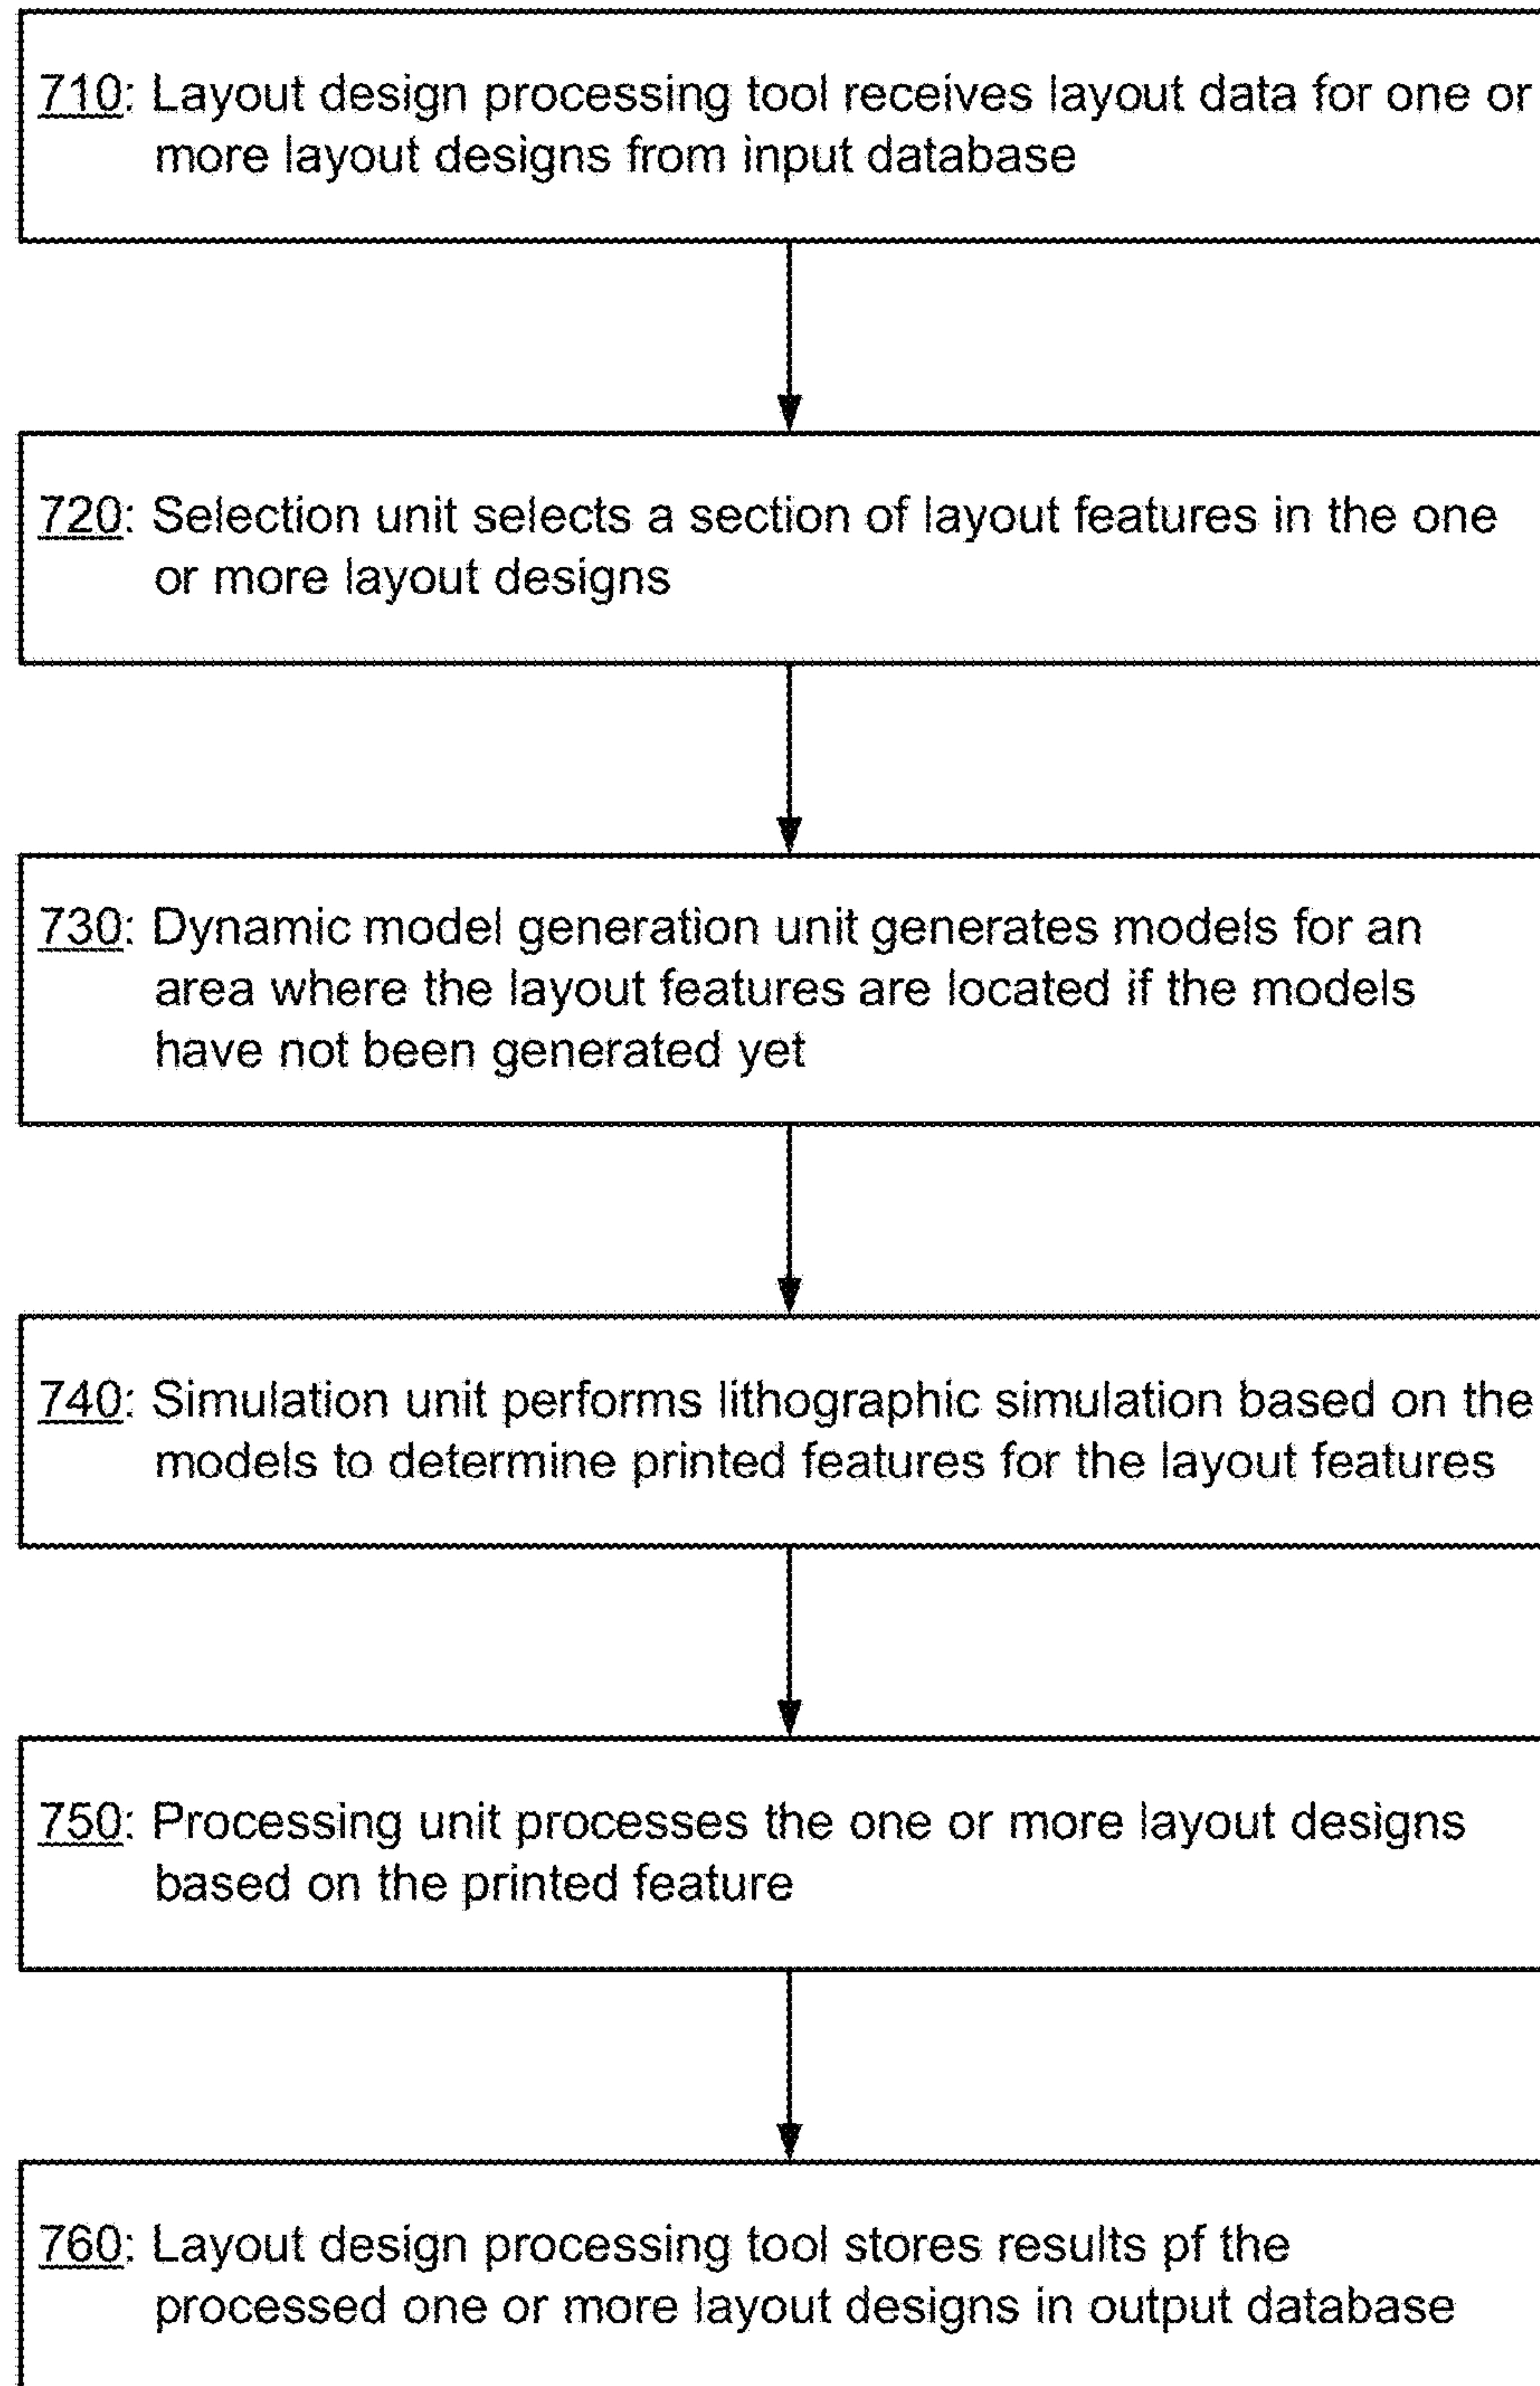 710: Layout design processing tool receives layout data for one or
more layout designs from input database
720: Selection unit selects a section of layout features in the one
or more layout designs
730: Dynamic model generation unit generates models for an
area where the layout features are located if the models
have not been generated yet
740: Simulation unit performs lithographic simulation based on the
models to determine printed features for the layout features
750: Processing unit processes the one or more layout designs
based on the printed feature
760: Layout design processing tool stores results pf the
processed one or more layout designs in output database